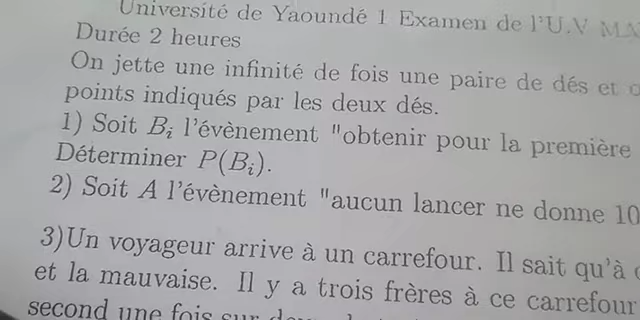 Université de Yaoundé 1 Examen de l'U.V
Durée 2 heures
On jette une infinité de fois une paire de dés et
points indiqués par les deux dés.
1) Soit B_i l'évènement "obtenir pour la première
Déterminer P(B_i).
2) Soit A l'évènement "aucun lancer ne donne 10
3)Un voyageur arrive à un carrefour. Il sait qu'à
et la mauvaise. Il y a trois frères à ce carrefour
second une fois sur